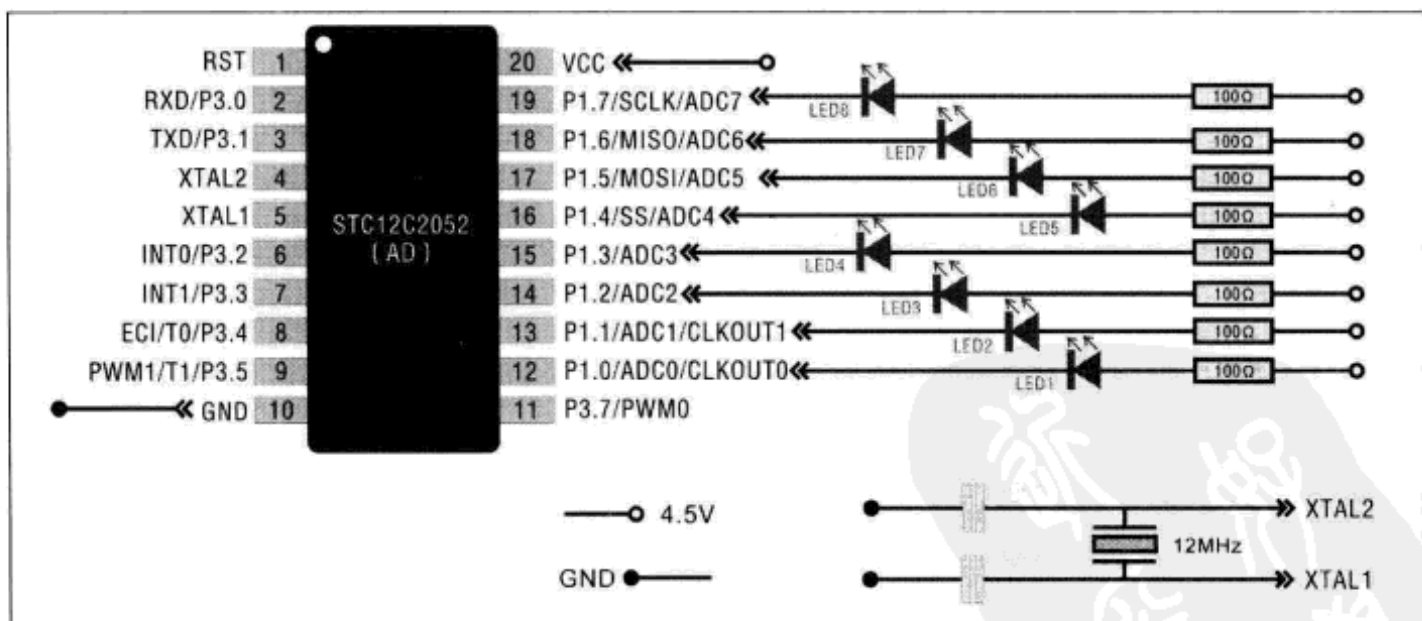 RST 1
RXD/P3.0 2
TXD/P3.1 3
XTAL2 4
XTAL1 5
INT0/P3.2 6
INT1/P3.3 7
ECI/T0/P3.4 8
PWM1/T1/P3.5 9
GND 10
STC12C2052
(AD)
20 VCC
19 P1.7/SCLK/ADC7 LED8 100Ω
18 P1.6/MISO/ADC6 LED7 100Ω
17 P1.5/MOSI/ADC5 LED6 100Ω
16 P1.4/SS/ADC4 LED5 100Ω
15 P1.3/ADC3 LED4 100Ω
14 P1.2/ADC2 LED3 100Ω
13 P1.1/ADC1/CLKOUT1 LED2 100Ω
12 P1.0/ADC0/CLKOUT0 LED1 100Ω
11 P3.7/PWM0
4.5V
GND
XTAL2
12MHz
XTAL1